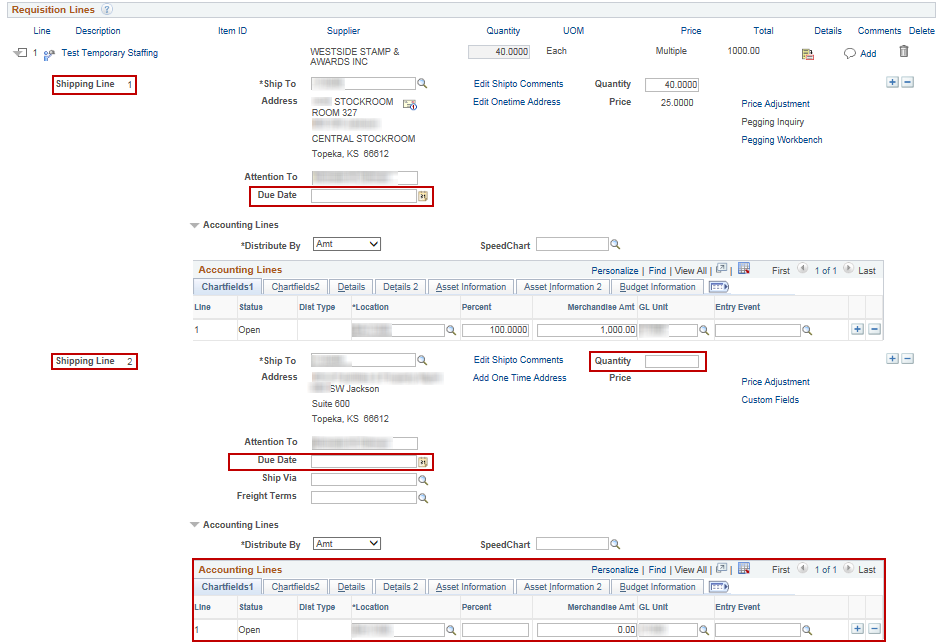 Requisition Lines ?
Line Description Item ID Supplier Quantity UOM Price Total Details Comments Delete
1 Test Temporary Staffing WESTSIDE STAMP & AWARDS INC 40.0000 Each Multiple 1000.00 Add
Shipping Line 1 *Ship To Edit Shipto Comments Quantity 40.0000
Address STOCKROOM Edit Onetime Address Price 25.0000 Price Adjustment
ROOM 327
Pegging Inquiry
CENTRAL STOCKROOM Pegging Workbench
Topeka, KS 66612
Attention To
Due Date
Accounting Lines
*Distribute By Amt SpeedChart
Accounting Lines Personalize | Find | View All | | First 1 of 1 Last
Chartfields1 Chartfields2 Details Details 2 Asset Information Asset Information 2 Budget Information
Line Status Dist Type *Location Percent Merchandise Amt GL Unit Entry Event
1 Open 100.0000 1,000.00
Shipping Line 2 *Ship To Edit Shipto Comments Quantity
Address Add One Time Address Price Price Adjustment
SW Jackson
Suite 600 Custom Fields
Topeka, KS 66612
Attention To
Due Date
Ship Via
Freight Terms
Accounting Lines
*Distribute By Amt SpeedChart
Accounting Lines Personalize | Find | View All | | First 1 of 1 Last
Chartfields1 Chartfields2 Details Details 2 Asset Information Asset Information 2 Budget Information
Line Status Dist Type *Location Percent Merchandise Amt GL Unit Entry Event
1 Open 0.00